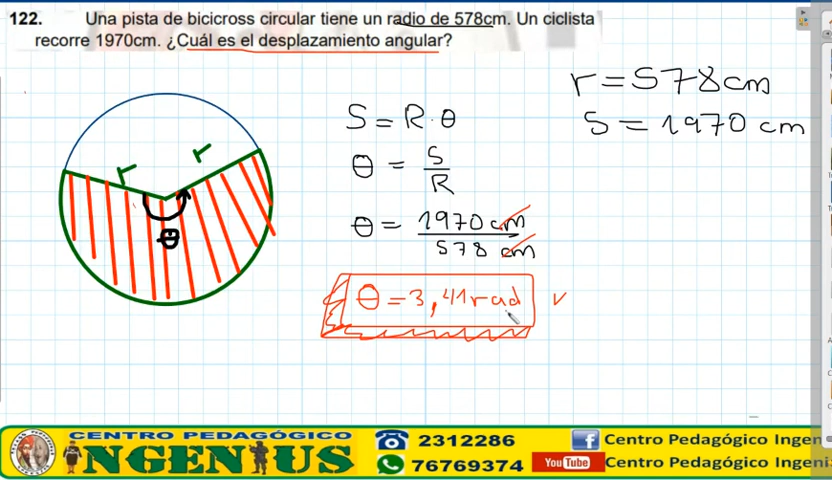 122. Una pista de bicicross circular tiene un radio de 578cm. Un ciclista
recorre 1970cm. ¿Cuál es el desplazamiento angular?
r = 578cm
S = 1970 cm
S = R · θ
θ = S/R
θ = 1970 cm / 578 cm
θ = 3,41 rad
r
r
θ
CENTRO PEDAGÓGICO
INGENIUS
2312286
76769374
f Centro Pedagógico Ingen
YouTube Centro Pedagógico Ingeni